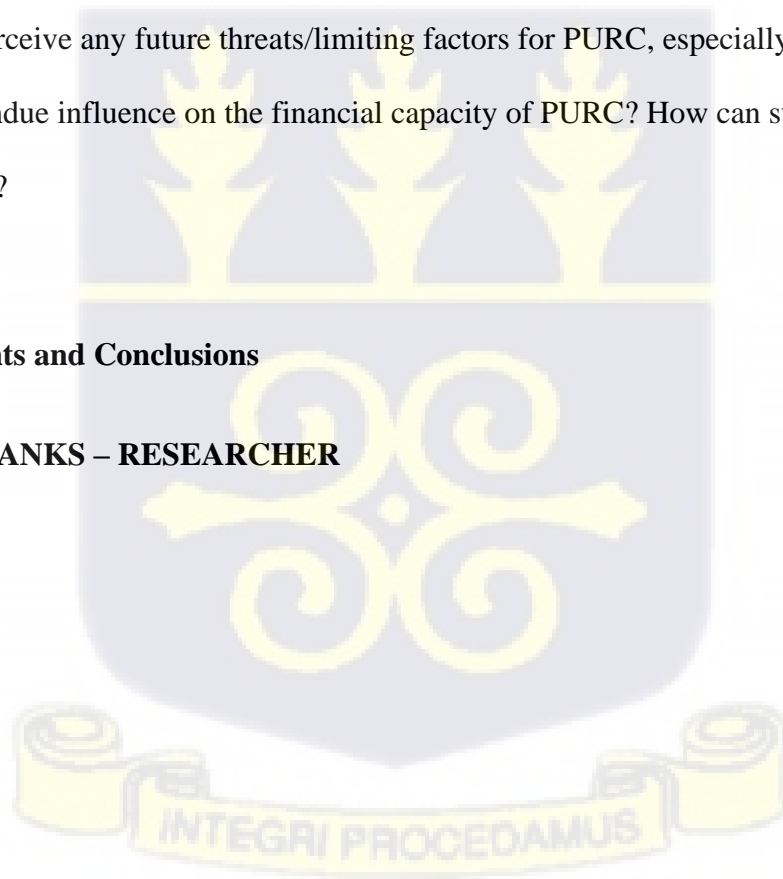 rceive any future threats/limiting factors for PURC, especially
ndue influence on the financial capacity of PURC? How can s
?
nts and Conclusions
ANKS – RESEARCHER
INTEGRI PROCEDAMUS